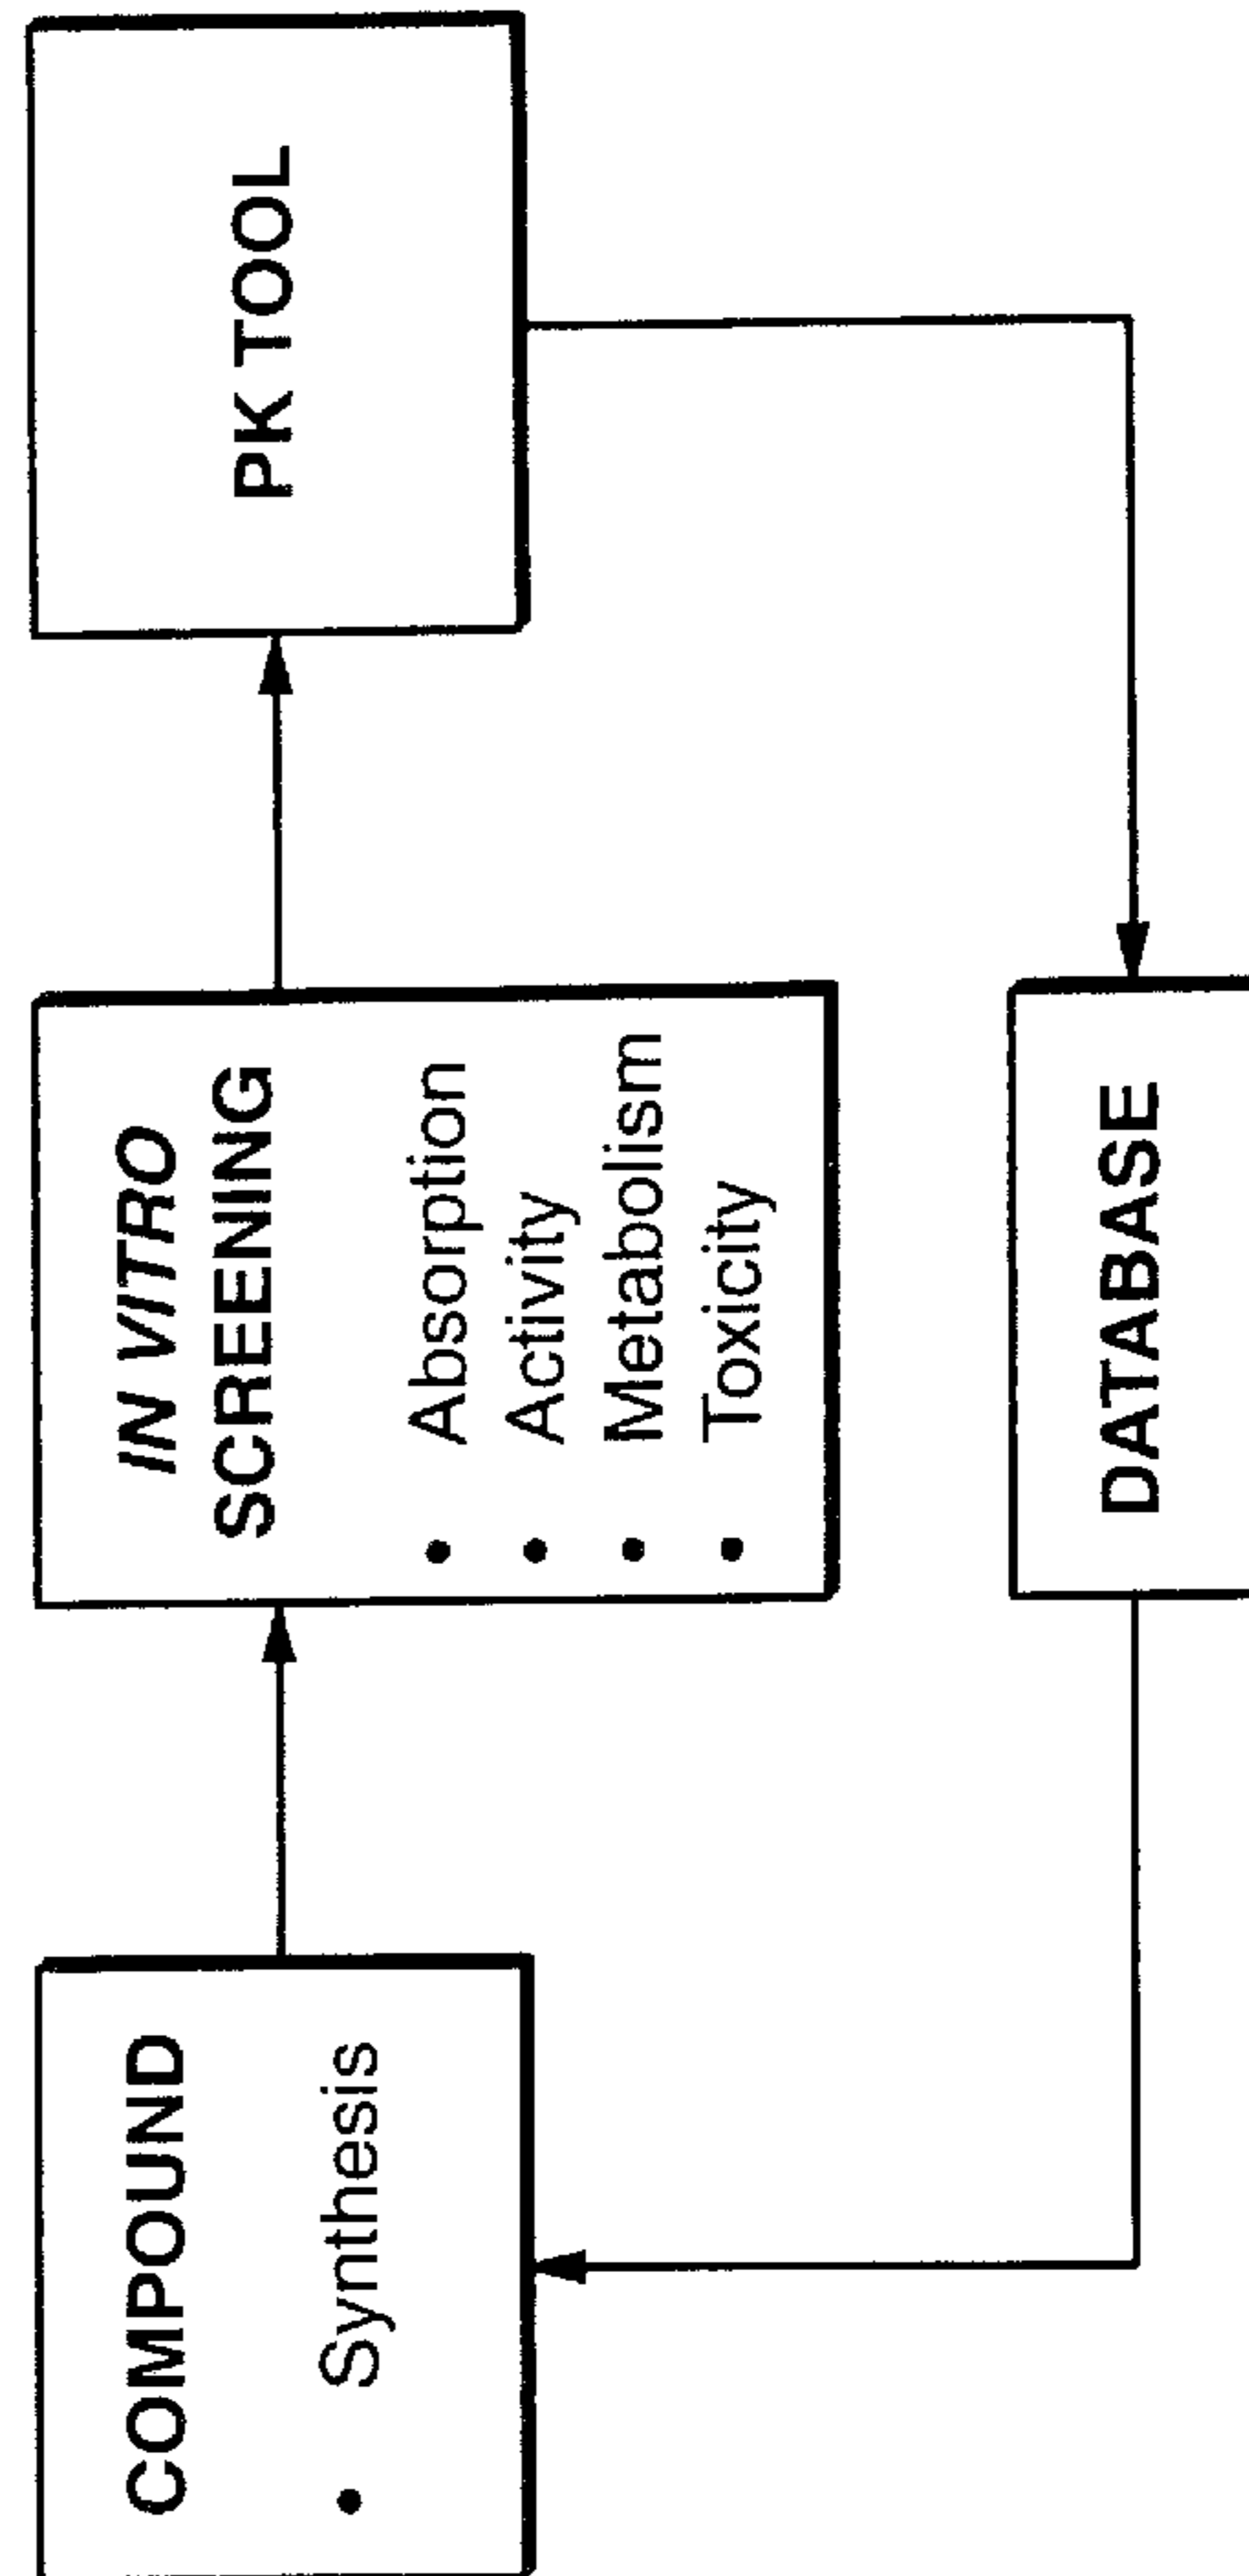 COMPOUND
• Synthesis
IN VITRO
SCREENING
• Absorption
• Activity
• Metabolism
• Toxicity
PK TOOL
DATABASE